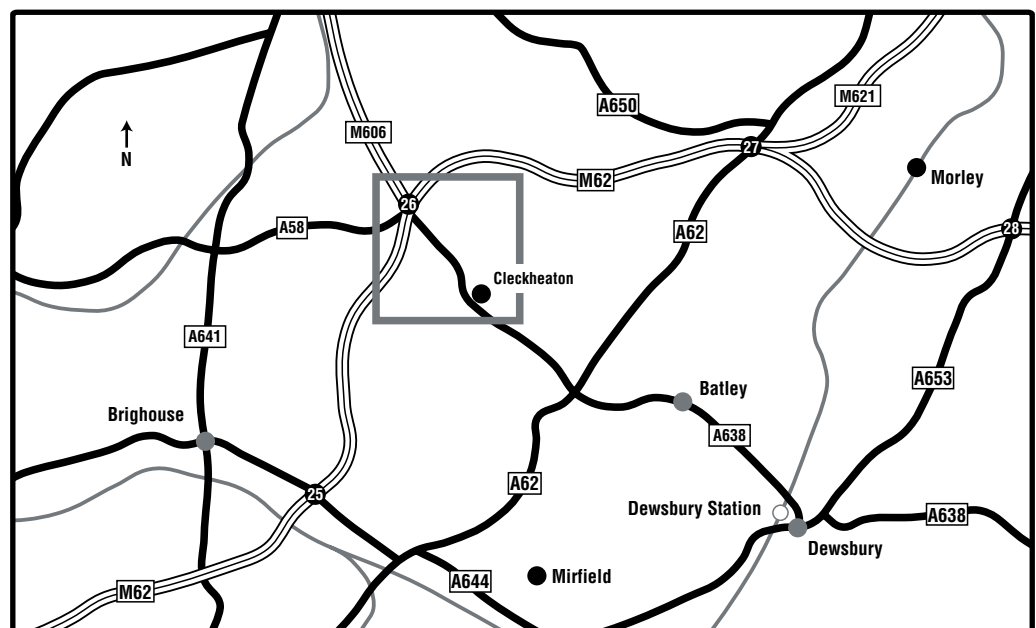 A650
M621
M606
N
27
M62
Morley
26
A58
A62
28
Cleckheaton
A641
A653
Batley
Brighouse
A638
A62
25
Dewsbury Station
A638
Dewsbury
Mirfield
A644
M62